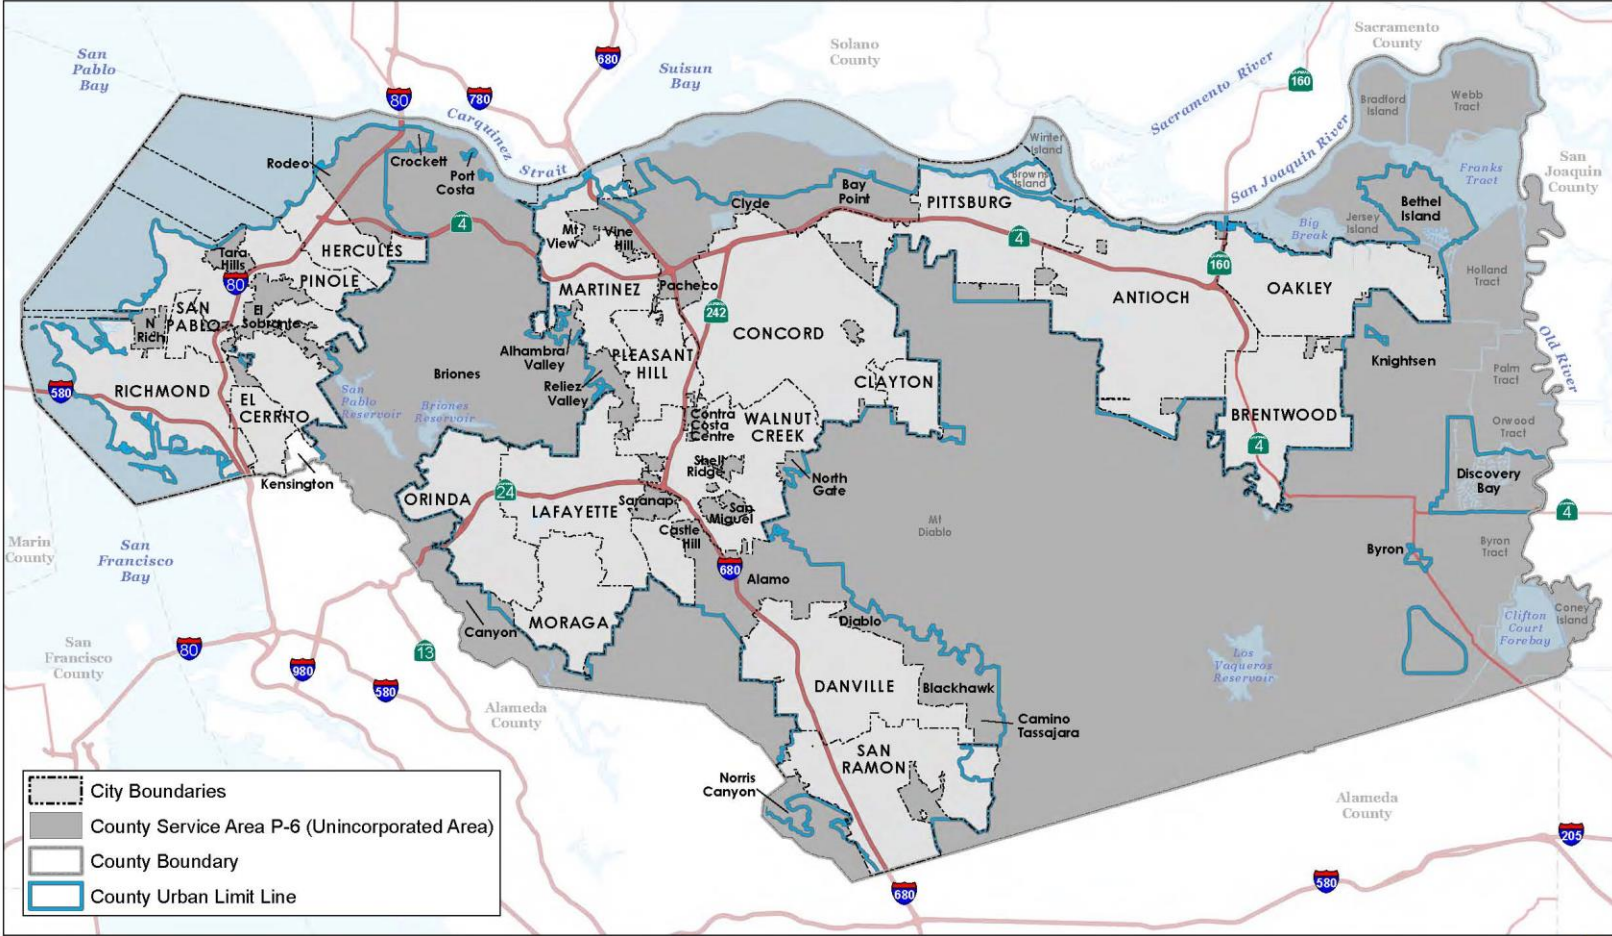 San
Pablo
Bay
Solano
County
Suisun
Bay
Sacramento
County
Sacramento River
San Joaquin River
680
80
780
160
Carquinez
Strait
Bradford
Island
Webb
Tract
Winter
Island
Browns
Island
Franks
Tract
San
Joaquin
County
Rodeo
Crockett
Port
Costa
Bay
Point
Clyde
PITTSBURG
Bethel
Island
Jersey
Island
Big
Break
4
4
160
Mt
View
Vine
Hill
HERCULES
Tara
Hills
80
PINOLE
MARTINEZ
Pacheco
242
ANTIOCH
OAKLEY
Holland
Tract
SAN
PABLO
N
Rich
El
Sobrante
CONCORD
Alhambra
Valley
PLEASANT
HILL
Reliez
Valley
CLAYTON
Briones
San
Pablo
Reservoir
Briones
Reservoir
580
RICHMOND
EL
CERRITO
Contra
Costa
Centre
WALNUT
CREEK
Knightsen
Palm
Tract
Old River
BRENTWOOD
4
Orwood
Tract
Discovery
Bay
4
Kensington
ORINDA
24
LAFAYETTE
Shell
Ridge
Saranap
San
Miguel
North
Gate
Castle
Hill
Mt
Diablo
Byron
Byron
Tract
Marin
County
San
Francisco
Bay
680
Alamo
Canyon
MORAGA
Diablo
Clifton
Court
Forebay
Coney
Island
San
Francisco
County
80
980
580
13
Alameda
County
DANVILLE
Blackhawk
Los
Vaqueros
Reservoir
Camino
Tassajara
SAN
RAMON
Norris
Canyon
Alameda
County
205
580
680
City Boundaries
County Service Area P-6 (Unincorporated Area)
County Boundary
County Urban Limit Line